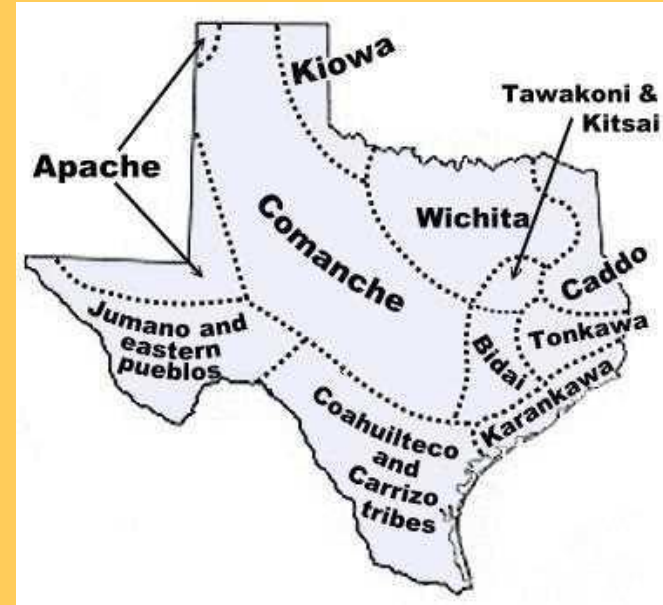 Kiowa
Tawakoni &
Kitsai
Apache
Comanche
Wichita
Caddo
Jumano and
eastern
pueblos
Bidai
Tonkawa
Karankawa
Coahuilteco
and
Carrizo
tribes